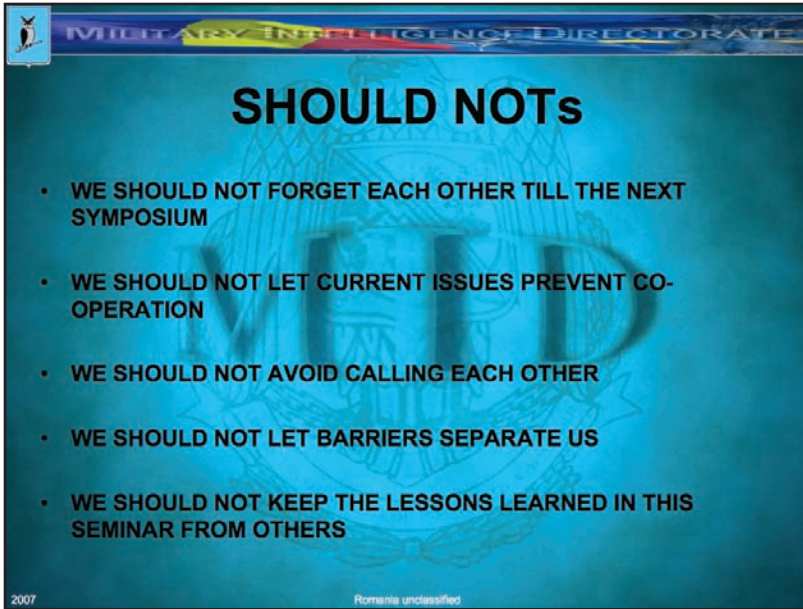 MILITARY INTELLIGENCE DIRECTORATE
SHOULD NOTs
• WE SHOULD NOT FORGET EACH OTHER TILL THE NEXT
SYMPOSIUM
• WE SHOULD NOT LET CURRENT ISSUES PREVENT CO-
OPERATION
• WE SHOULD NOT AVOID CALLING EACH OTHER
• WE SHOULD NOT LET BARRIERS SEPARATE US
• WE SHOULD NOT KEEP THE LESSONS LEARNED IN THIS
SEMINAR FROM OTHERS
MID
2007
Romania unclassified